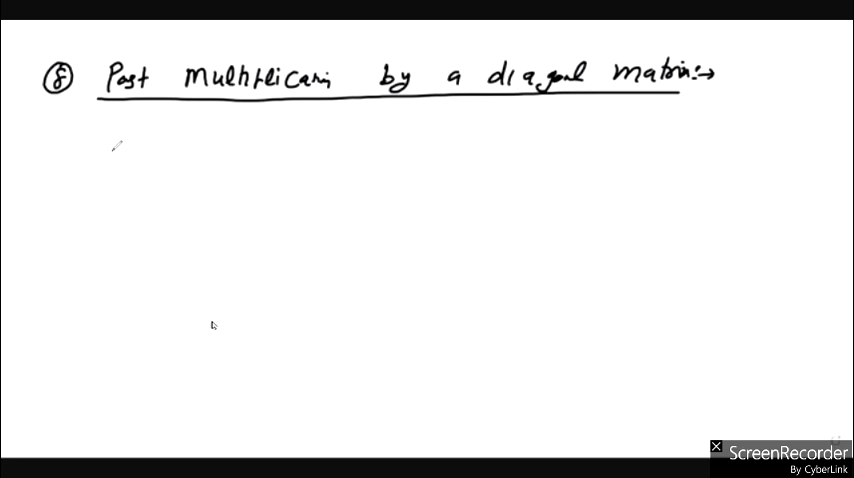 ⑧ Post Multiplication by a diagonal matrix:→
ScreenRecorder
By CyberLink